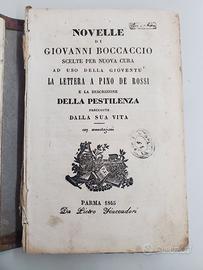 NOVELLE
DI
GIOVANNI BOCCACCIO
SCELTE PER NUOVA CURA
AD USO DELLA GIOVENTU'
LA LETTERA A PINO DE ROSSI
E LA DESCRIZIONE
DELLA PESTILENZA
PRECEDUTE
DALLA SUA VITA
con annotazioni
PARMA
Da Pietro Fiaccadori